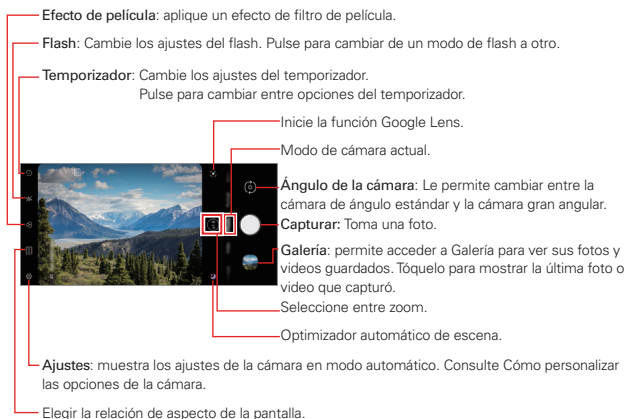 Efecto de película: aplique un efecto de filtro de película.
Flash: Cambie los ajustes del flash. Pulse para cambiar de un modo de flash a otro.
Temporizador: Cambie los ajustes del temporizador.
Pulse para cambiar entre opciones del temporizador.
Inicie la función Google Lens.
Modo de cámara actual.
Ángulo de la cámara: Le permite cambiar entre la
cámara de ángulo estándar y la cámara gran angular.
Capturar: Toma una foto.
Galería: permite acceder a Galería para ver sus fotos y
videos guardados. Tóquelo para mostrar la última foto o
video que capturó.
Seleccione entre zoom.
Optimizador automático de escena.
Ajustes: muestra los ajustes de la cámara en modo automático. Consulte Cómo personalizar
las opciones de la cámara.
Elegir la relación de aspecto de la pantalla.